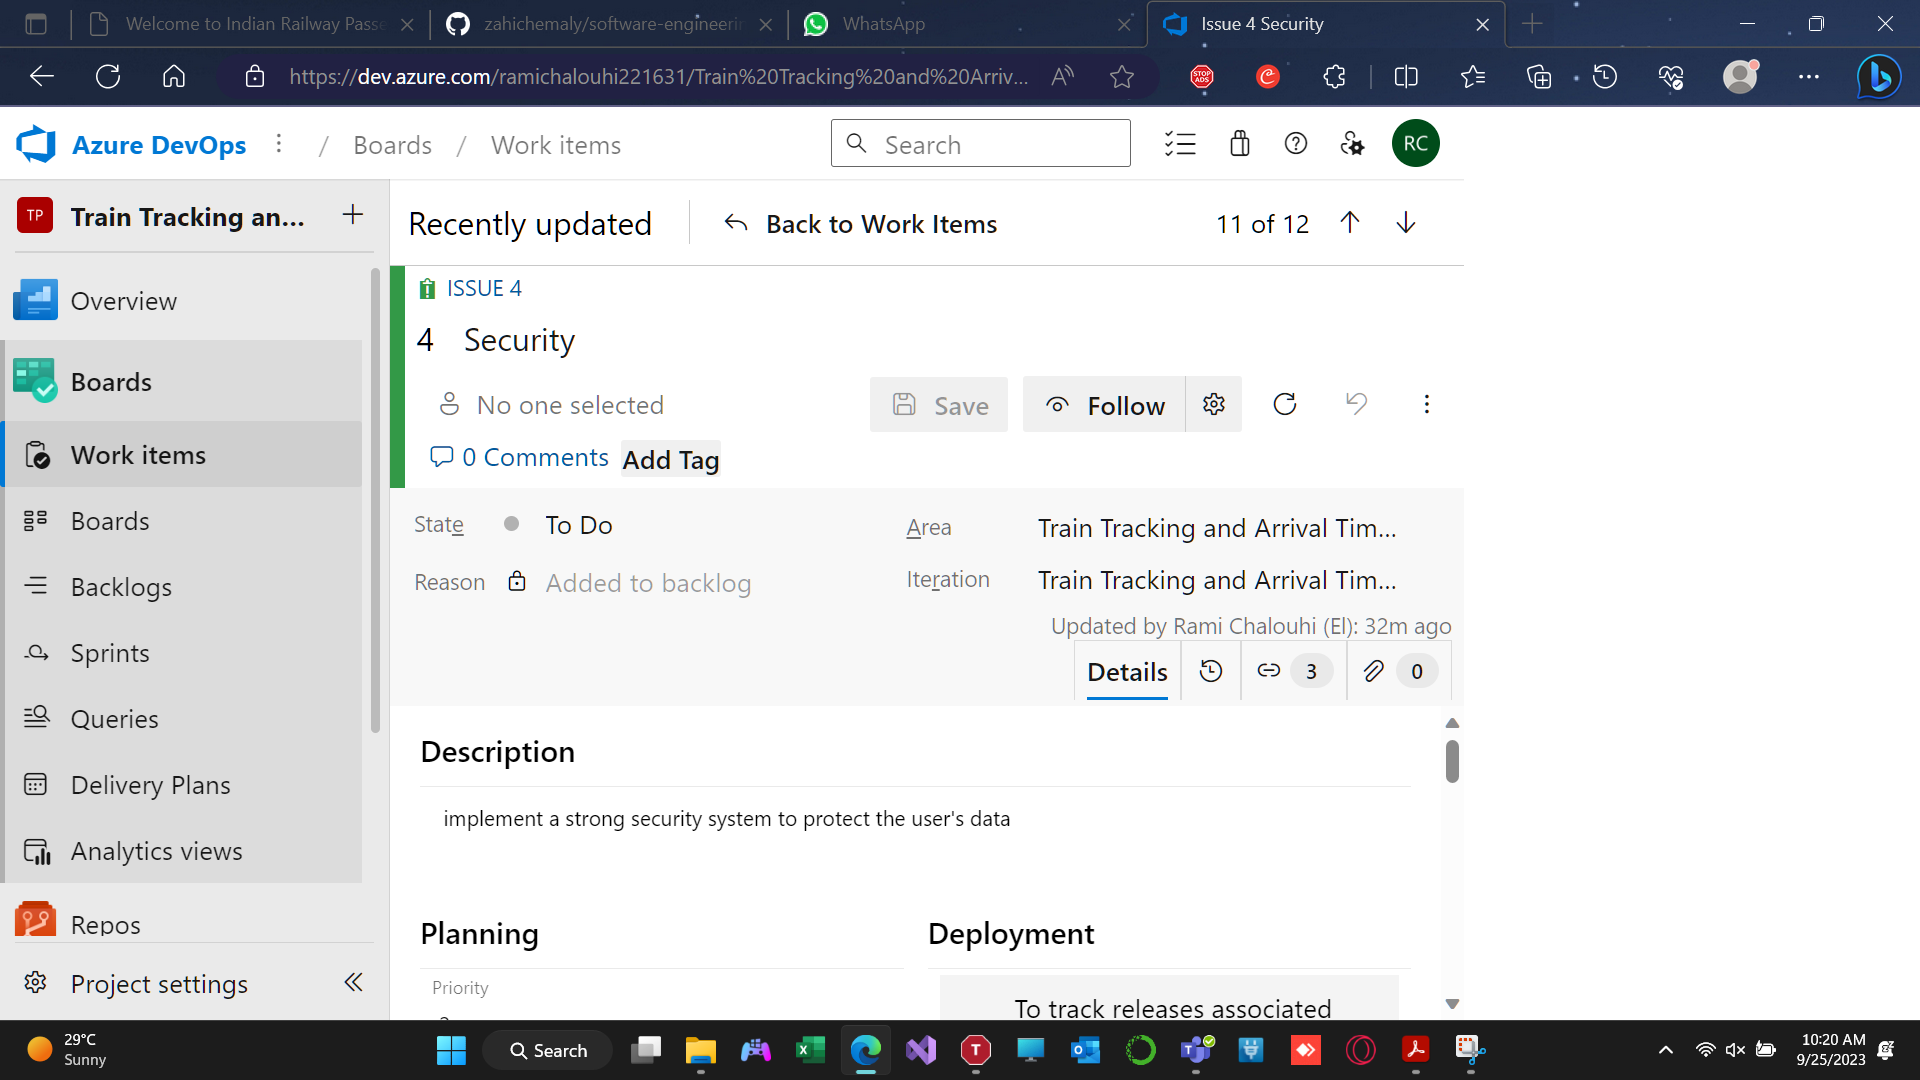 Welcome to Indian Railway Passe
zahichemaly/software-engineerin
WhatsApp
Issue 4 Security
https://dev.azure.com/ramichalouhi221631/Train%20Tracking%20and%20Arriv...
Azure DevOps / Boards / Work items
Search
RC
TP
Train Tracking an...
Recently updated
Back to Work Items
11 of 12
Overview
Boards
Work items
Boards
Backlogs
Sprints
Queries
Delivery Plans
Analytics views
Repos
Project settings
ISSUE 4
4 Security
No one selected
Save
Follow
0 Comments
Add Tag
State
To Do
Area
Train Tracking and Arrival Tim...
Reason
Added to backlog
Iteration
Train Tracking and Arrival Tim...
Updated by Rami Chalouhi (El): 32m ago
Details
3
0
Description
implement a strong security system to protect the user's data
Planning
Priority
Deployment
To track releases associated
29°C
Sunny
Search
10:20 AM
9/25/2023